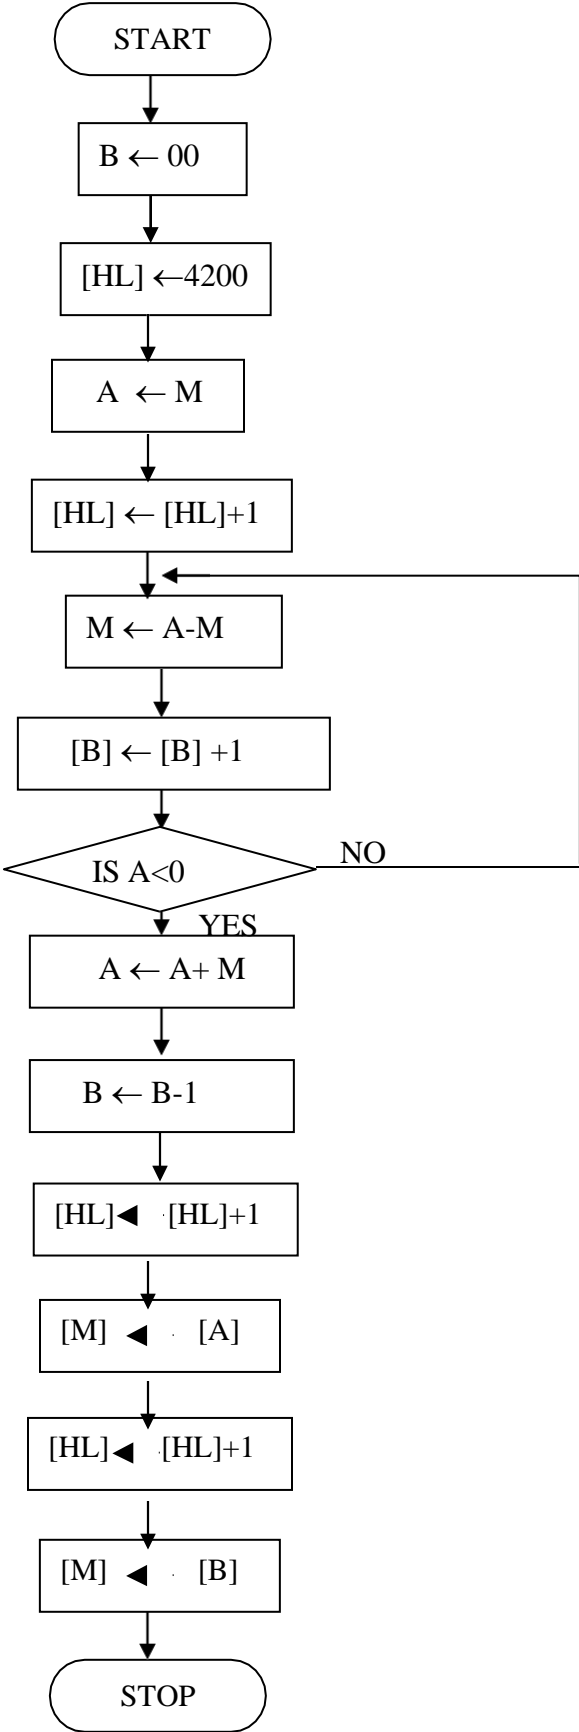 START
B ← 00
[HL] ←4200
A ← M
[HL] ← [HL]+1
M ← A-M
[B] ← [B] +1
IS A<0
NO
YES
A ← A+ M
B ← B-1
[HL]◄ [HL]+1
[M] ◄ [A]
[HL]◄ [HL]+1
[M] ◄ [B]
STOP